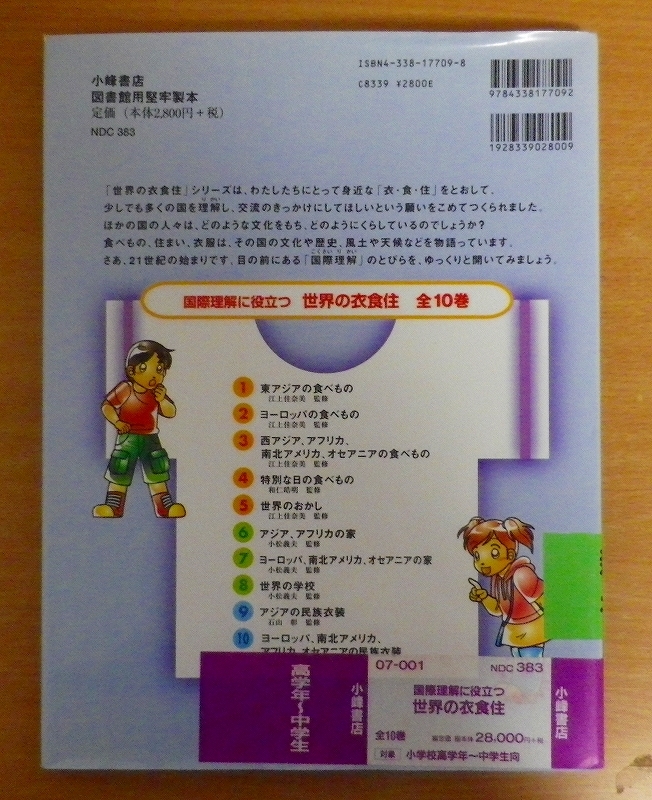 ISBN4-338-17709-8
C8339 ¥2800E
9784338177092
1928339028009
小峰書店
図書館用堅牢製本
定価（本体2,800円＋税）
NDC 383
「世界の衣食住」シリーズは、わたしたちにとって身近な「衣・食・住」をとおして、
少しでも多くの国を理解し、交流のきっかけにしてほしいという願いをこめてつくられました。
ほかの国の人々は、どのような文化をもち、どのようにくらしているのでしょうか？
食べもの、住まい、衣服は、その国の文化や歴史、風土や天候などを物語っています。
さあ、21世紀の始まりです。目の前にある「国際理解」のとびらを、ゆっくりと開いてみましょう。
国際理解に役立つ 世界の衣食住 全10巻
1 東アジアの食べもの
江上佳奈美 監修
2 ヨーロッパの食べもの
江上佳奈美 監修
3 西アジア、アフリカ、
南北アメリカ、オセアニアの食べもの
江上佳奈美 監修
4 特別な日の食べもの
和仁皓明 監修
5 世界のおかし
江上佳奈美 監修
6 アジア、アフリカの家
小松義夫 監修
7 ヨーロッパ、南北アメリカ、オセアニアの家
小松義夫 監修
8 世界の学校
小松義夫 監修
9 アジアの民族衣装
石山 彰 監修
10 ヨーロッパ、南北アメリカ、
アフリカ、オセアニアの民族衣装
高学年〜中学生
小峰書店
07-001
NDC 383
国際理解に役立つ
世界の衣食住
全10巻
28,000円+税
対象 小学校高学年〜中学生向
小峰書店